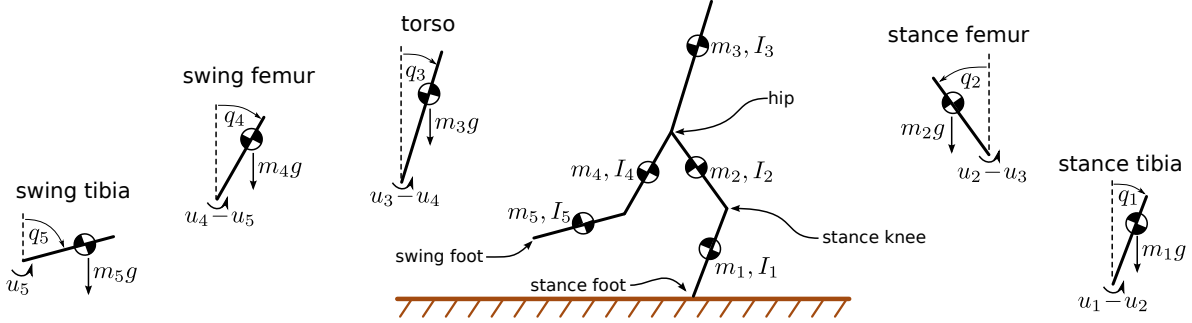 swing tibia
q₅
m₅g
u₅
swing femur
q₄
m₄g
u₄−u₅
torso
q₃
m₃g
u₃−u₄
m₃, I₃
hip
m₄, I₄
m₂, I₂
m₅, I₅
stance knee
swing foot
m₁, I₁
stance foot
stance femur
q₂
m₂g
u₂−u₃
stance tibia
q₁
m₁g
u₁−u₂